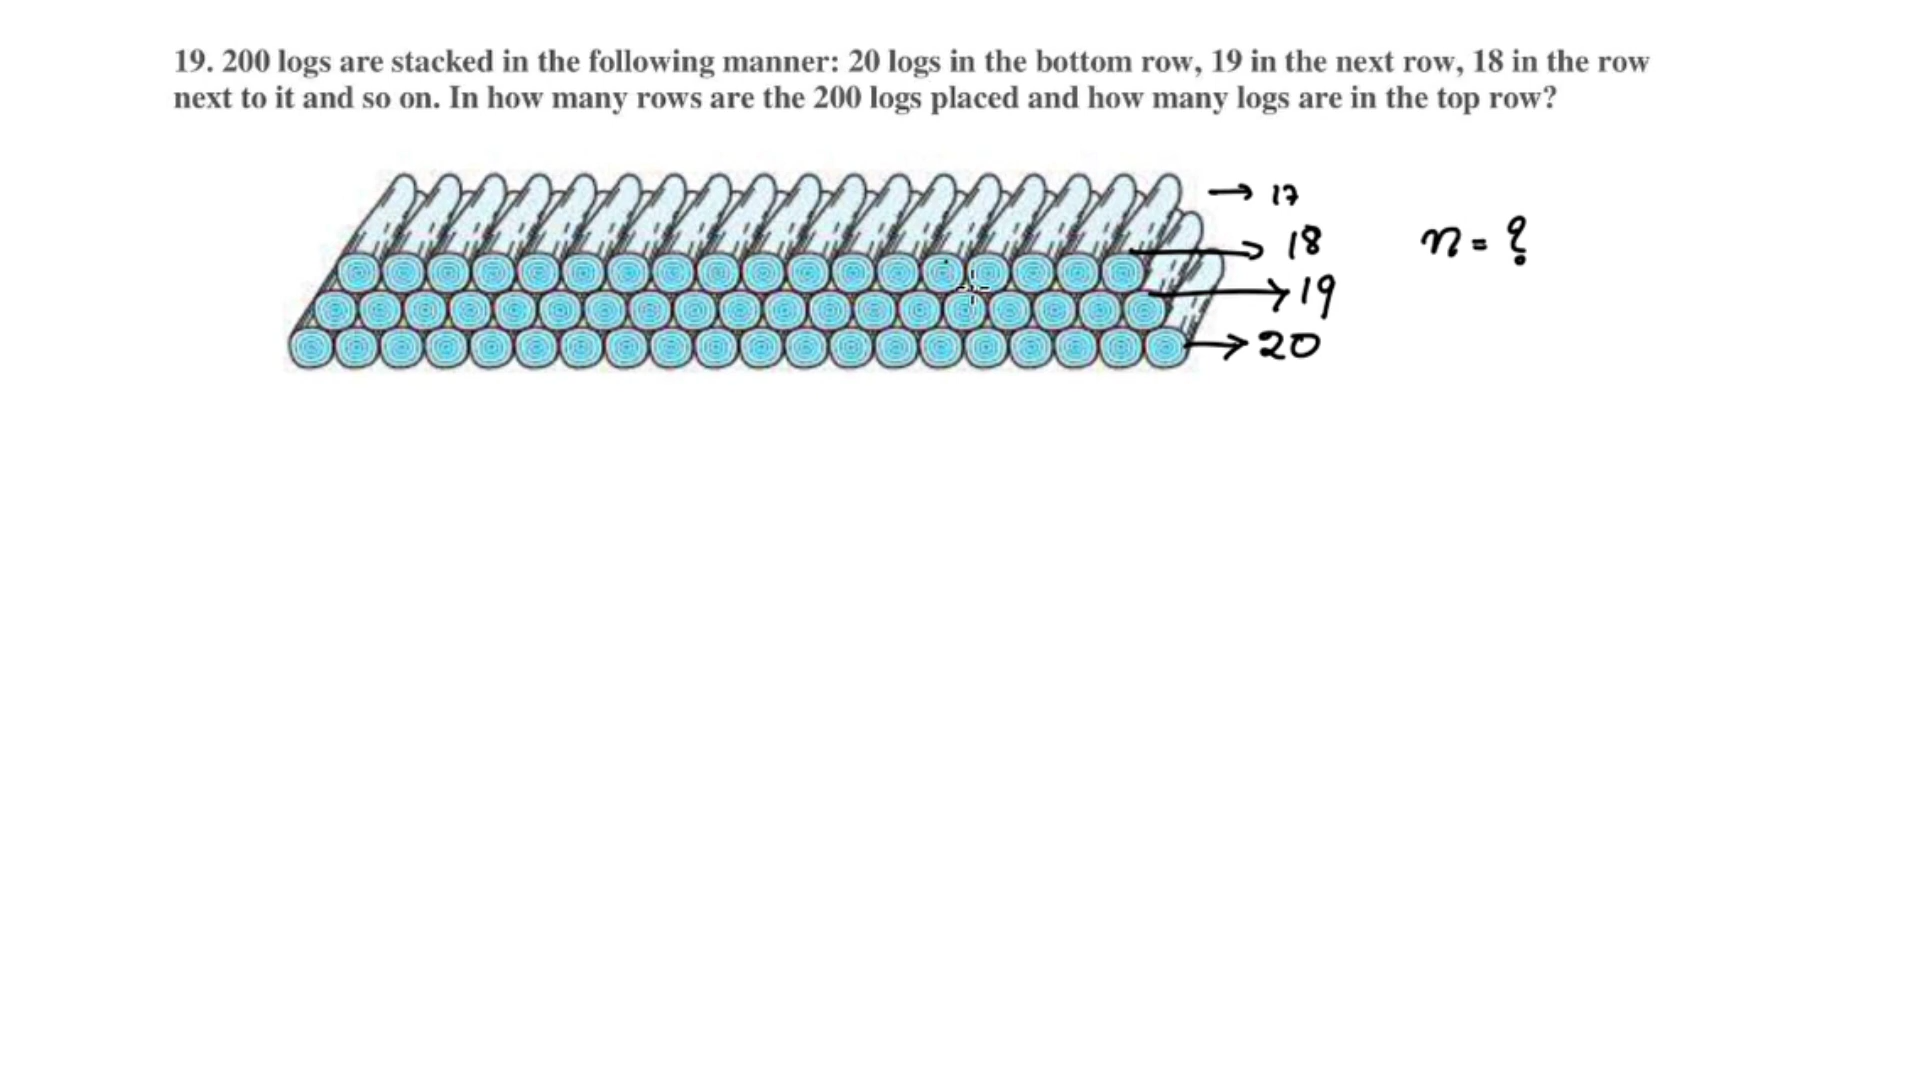 19. 200 logs are stacked in the following manner: 20 logs in the bottom row, 19 in the next row, 18 in the row
next to it and so on. In how many rows are the 200 logs placed and how many logs are in the top row?
→ 17
→ 18
n = ?
→ 19
→ 20